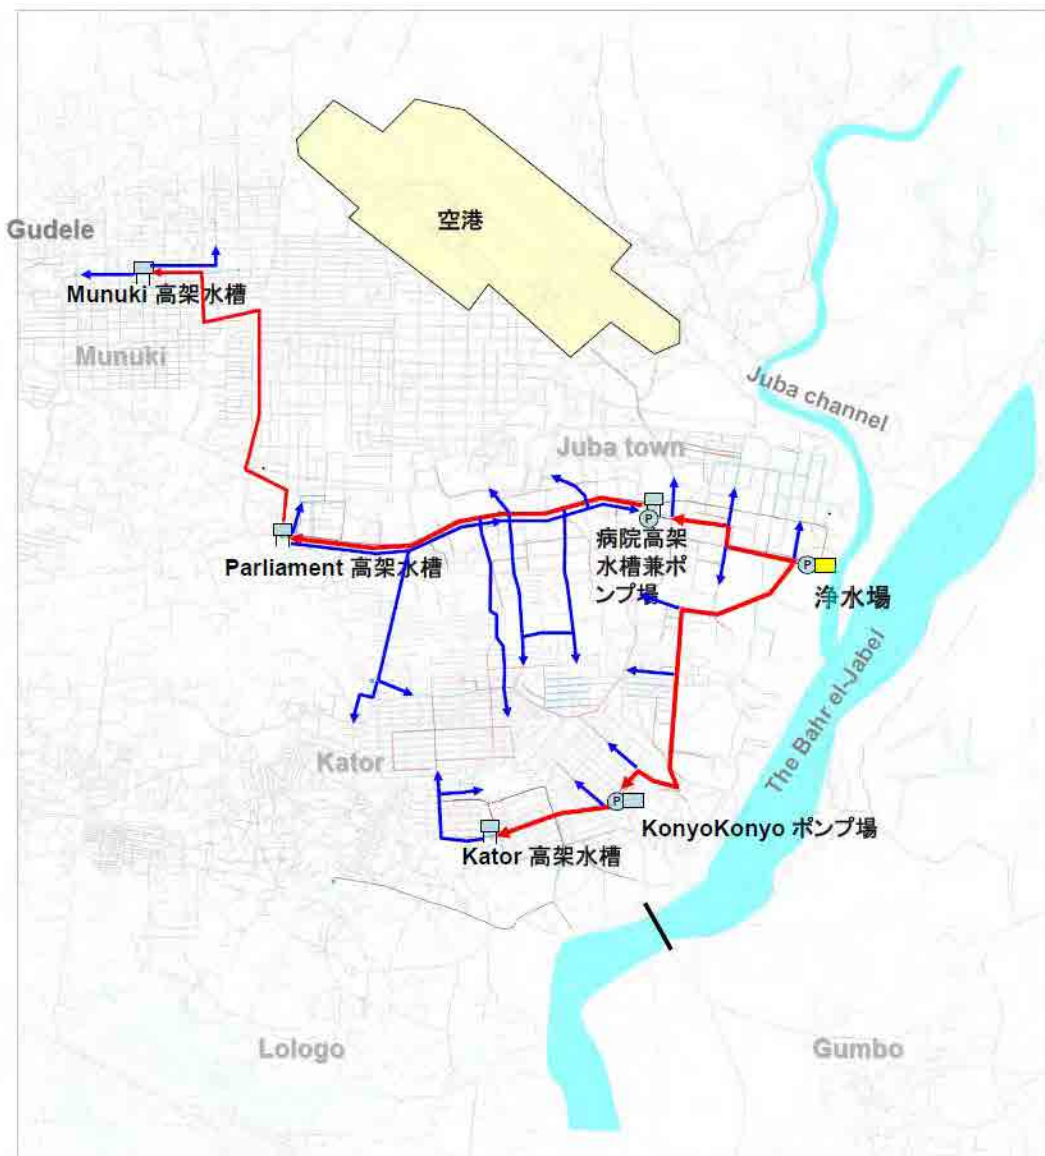 空港
Gudele
Munuki 高架水槽
Munuki
Juba channel
Juba town
P
病院高架
水槽兼ポ
ンプ場
Parliament 高架水槽
P
浄水場
The Bahr el-Jabel
Kator
P
KonyoKonyo ポンプ場
Kator 高架水槽
Lologo
Gumbo